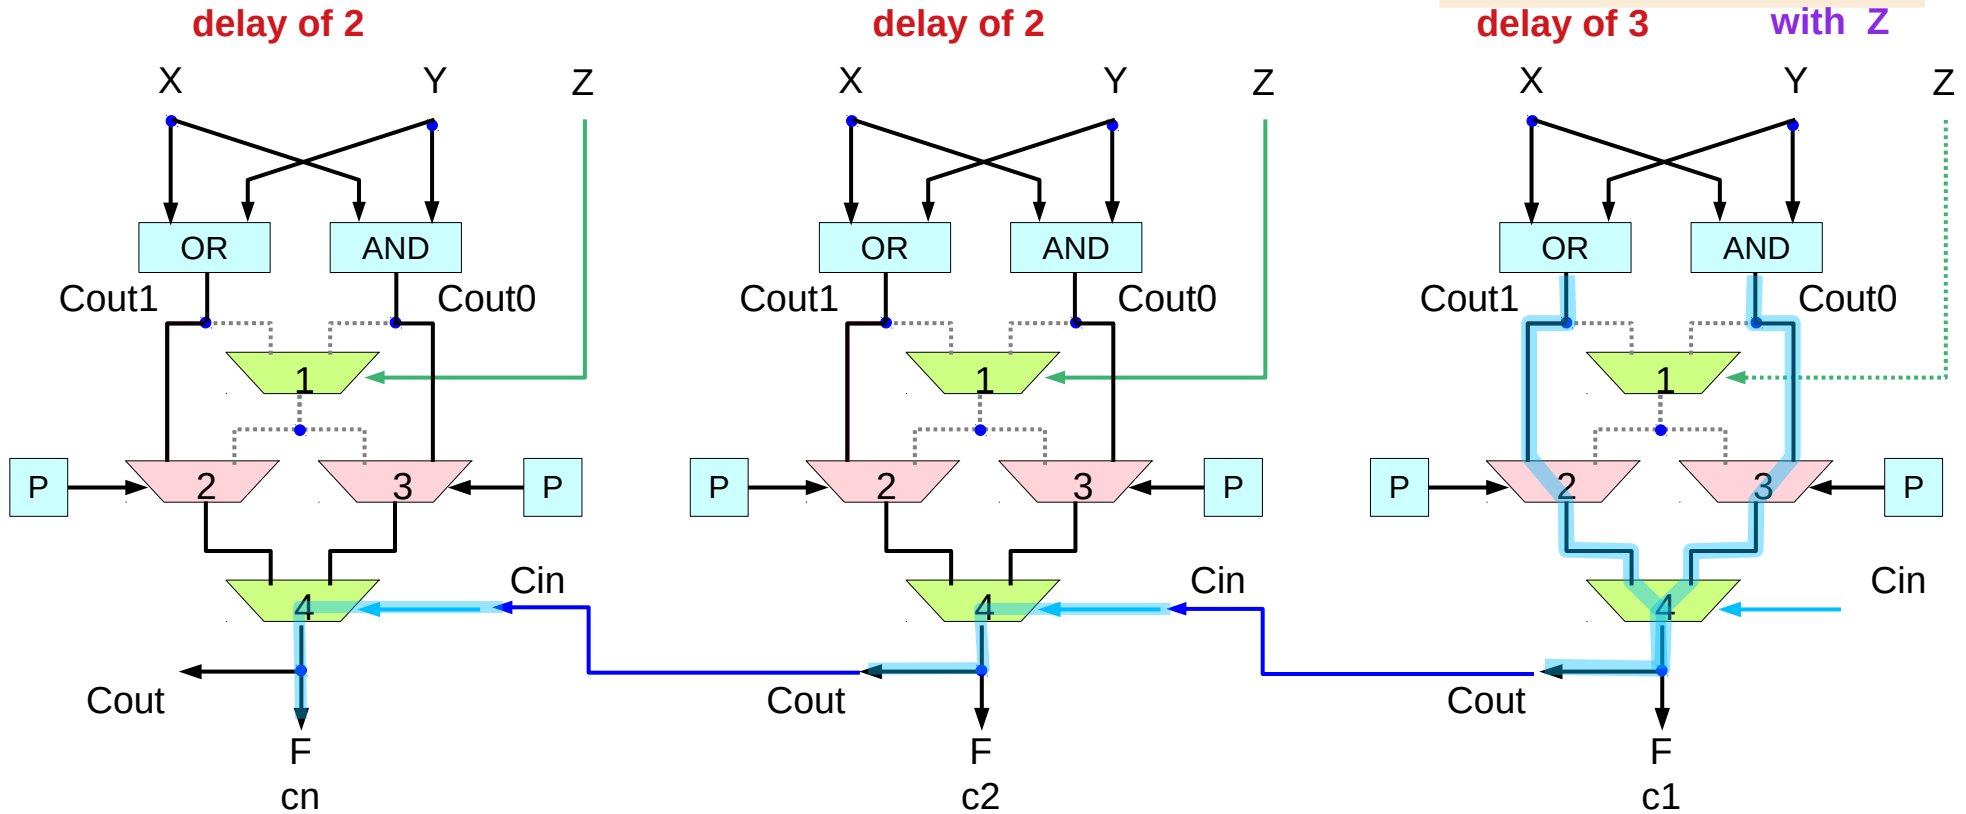 delay of 2 delay of 2 delay of 3 with Z
X Y Z X Y Z X Y Z
OR AND OR AND OR AND
Cout1 Cout0 Cout1 Cout0 Cout1 Cout0
1 1 1
P 2 3 P P 2 3 P P 2 3 P
Cin Cin Cin
4 4 4
Cout Cout Cout
F F F
cn c2 c1